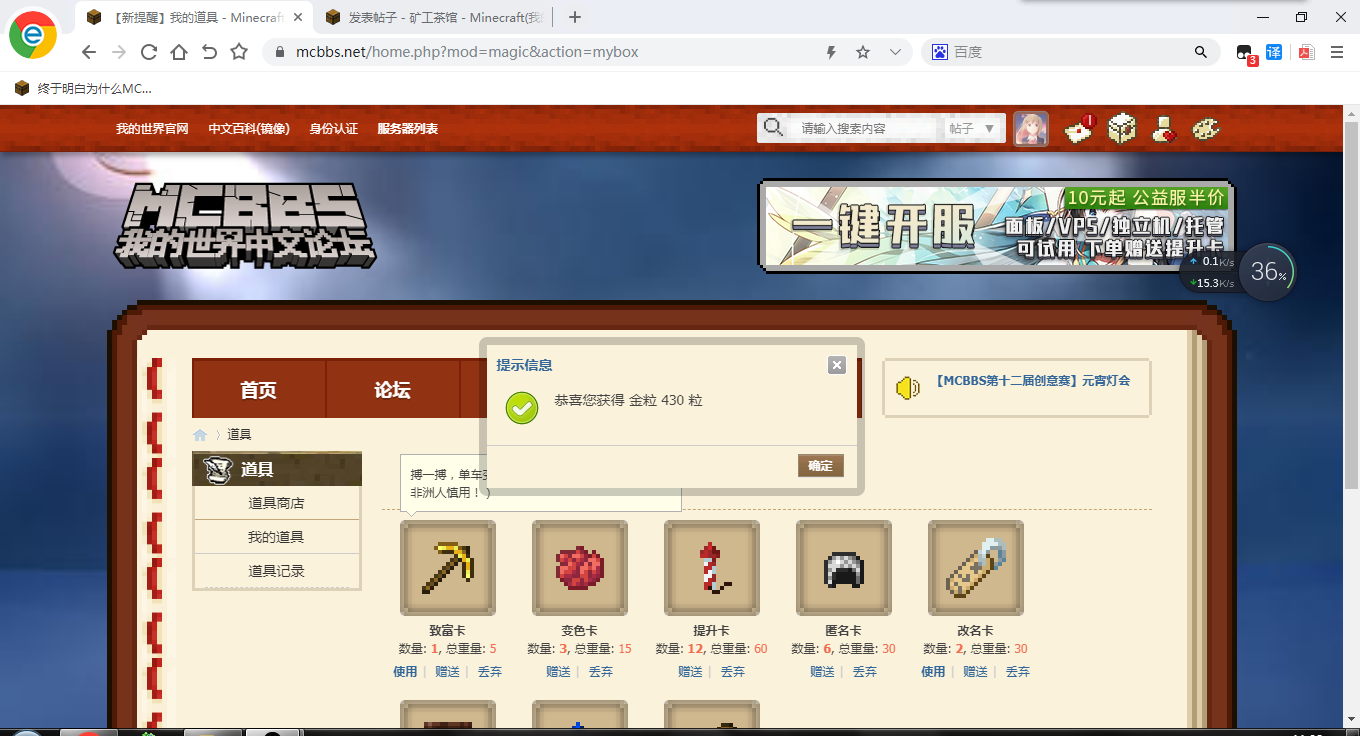 【新提醒】我的道具 - Minecraft
发表帖子 - 矿工茶馆 - Minecraft(我的
mcbbs.net/home.php?mod=magic&action=mybox
百度
3
译
终于明白为什么MC...
我的世界官网 中文百科(镜像) 身份认证 服务器列表
请输入搜索内容 帖子
MCBBS
我的世界中文论坛
10元起 公益服半价
一键开服
面板/VPS/独立机/托管
可试用 下单赠送提升卡
0.1K/s
15.3K/s
36%
首页 论坛
提示信息
恭喜您获得 金粒 430 粒
确定
【MCBBS第十二届创意赛】元宵灯会
道具
道具
道具商店
我的道具
道具记录
搏一搏，单车
非洲人慎用！
致富卡 变色卡 提升卡 匿名卡 改名卡
数量: 1, 总重量: 5 数量: 3, 总重量: 15 数量: 12, 总重量: 60 数量: 6, 总重量: 30 数量: 2, 总重量: 30
使用 | 赠送 | 丢弃 赠送 | 丢弃 赠送 | 丢弃 赠送 | 丢弃 使用 | 赠送 | 丢弃